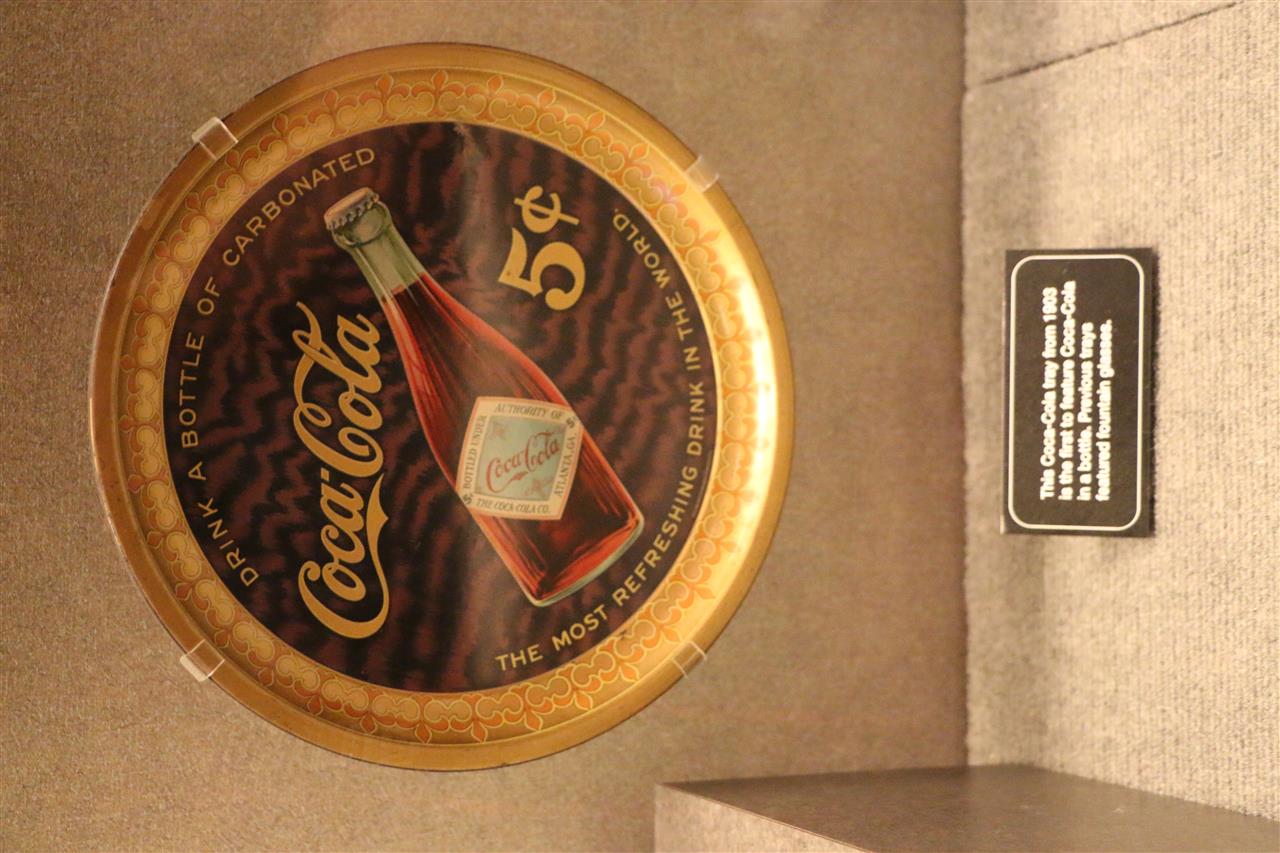 DRINK A BOTTLE OF CARBONATED
Coca-Cola
5¢
BOTTLED UNDER
AUTHORITY OF
Coca-Cola
THE COCA-COLA CO.
ATLANTA, GA.
THE MOST REFRESHING DRINK IN THE WORLD.
This Coca-Cola tray from 1903
is the first to feature Coca-Cola
in a bottle. Previous trays
featured fountain glasses.